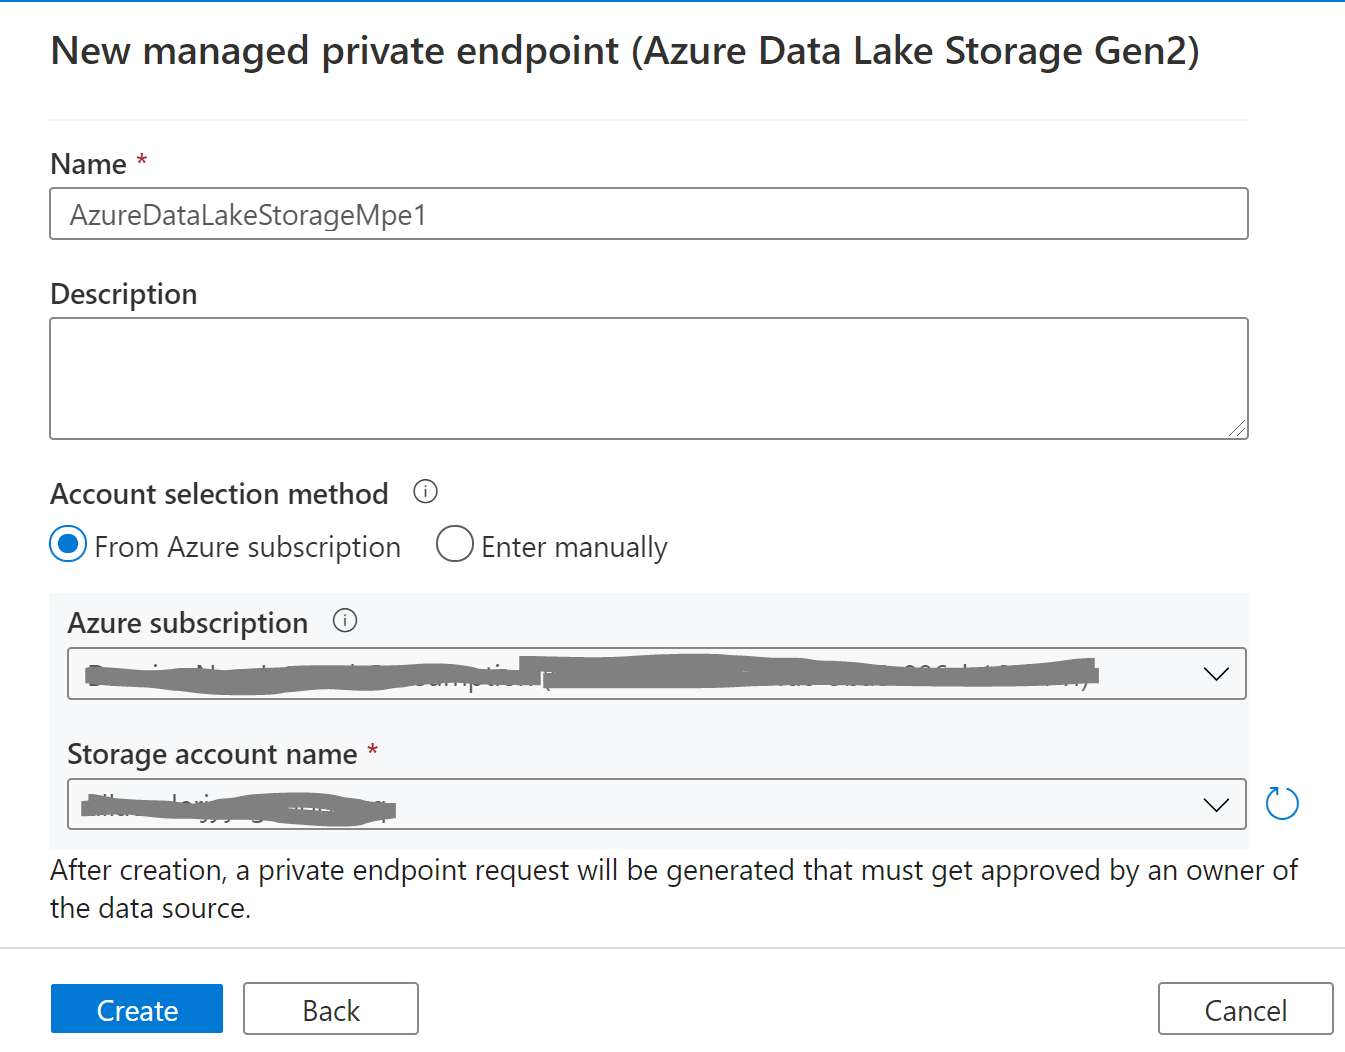 New managed private endpoint (Azure Data Lake Storage Gen2)
Name *
AzureDataLakeStorageMpe1
Description
Account selection method
From Azure subscription Enter manually
Azure subscription
Storage account name *
After creation, a private endpoint request will be generated that must get approved by an owner of
the data source.
Create Back Cancel